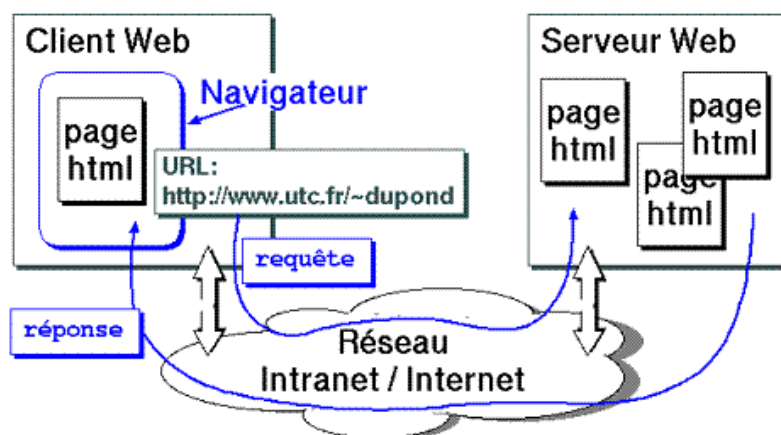 Client Web
Navigateur
page
html
URL:
http://www.utc.fr/~dupond
requête
réponse
Serveur Web
page
html
page
html
page
html
Réseau
Intranet / Internet